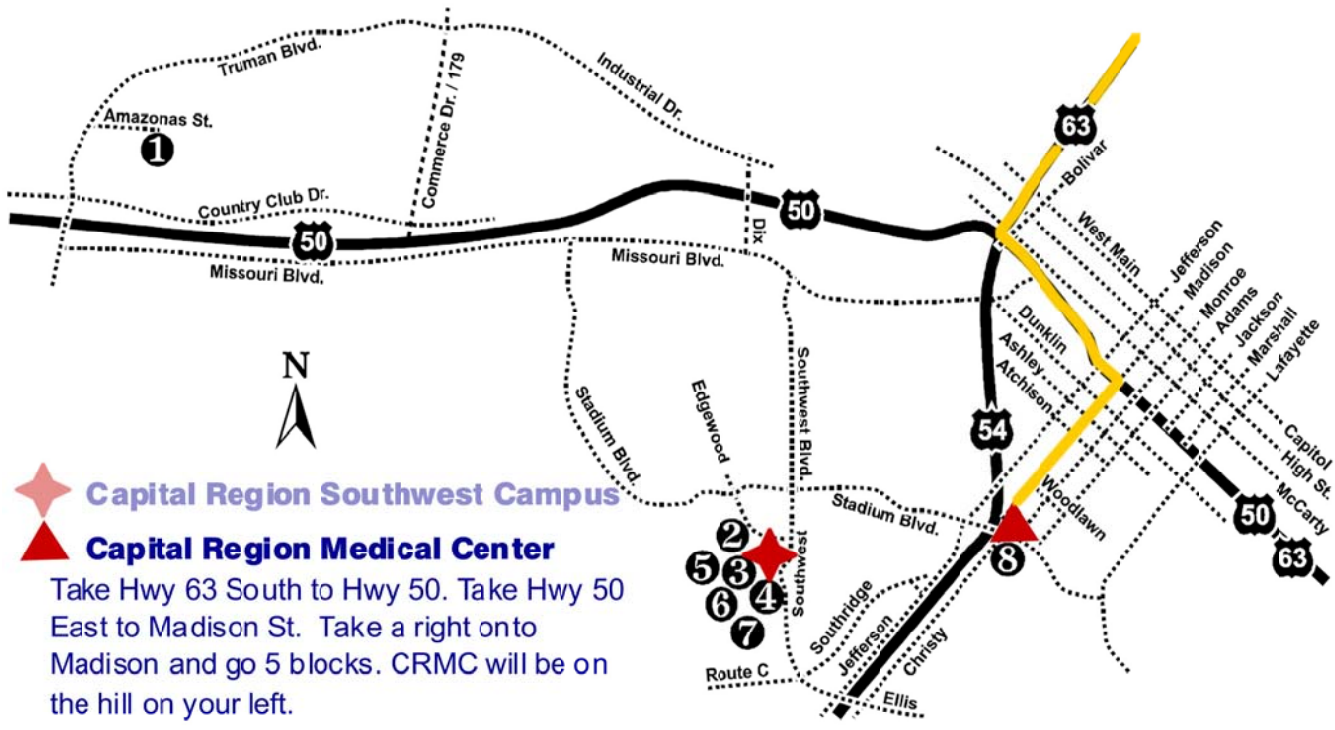 Truman Blvd.
Industrial Dr.
Commerce Dr. / 179
Amazonas St.
1
63
Bolivar
Country Club Dr.
50
50
Dix
West Main
Jefferson
Madison
Monroe
Adams
Jackson
Marshall
Lafayette
Missouri Blvd.
Missouri Blvd.
Dunklin
Ashley
Atchison
N
Stadium Blvd.
Edgewood
Southwest Blvd.
54
Capitol
High St.
McCarty
50
63
Woodlawn
Stadium Blvd.
Capital Region Southwest Campus
Capital Region Medical Center
Take Hwy 63 South to Hwy 50. Take Hwy 50
East to Madison St. Take a right onto
Madison and go 5 blocks. CRMC will be on
the hill on your left.
2
5
3
4
6
7
8
Southwest
Southridge
Jefferson
Christy
Route C
Ellis